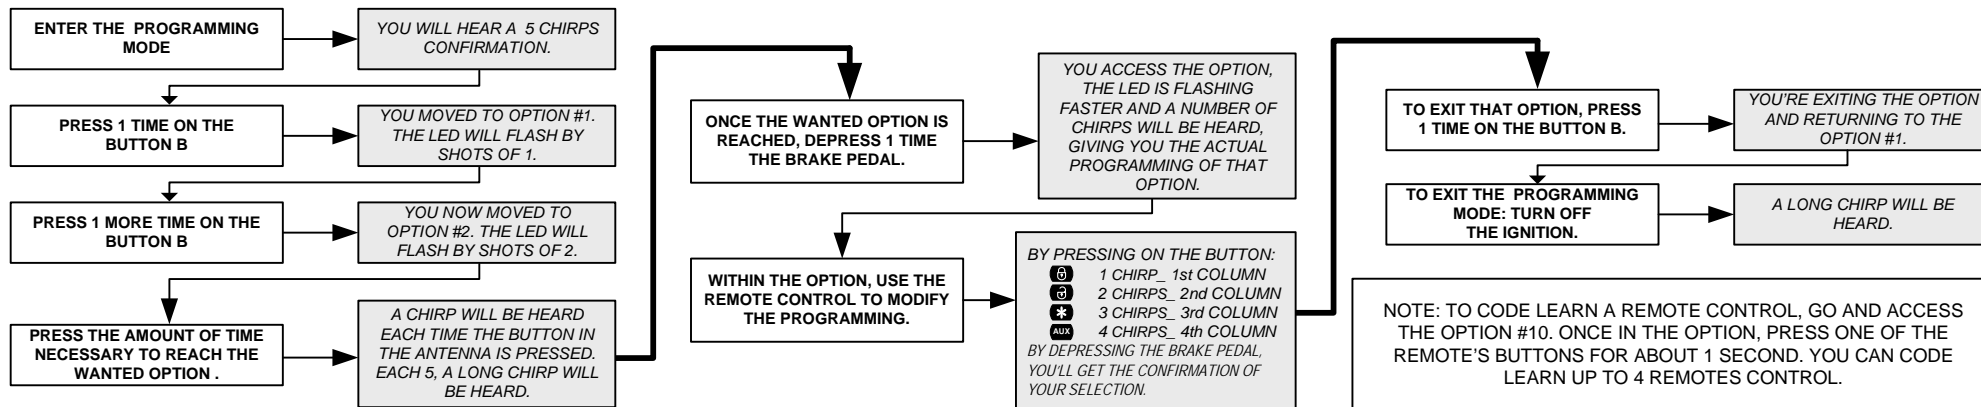 ENTER THE PROGRAMMING
MODE
YOU WILL HEAR A 5 CHIRPS
CONFIRMATION.
PRESS 1 TIME ON THE
BUTTON B
YOU MOVED TO OPTION #1.
THE LED WILL FLASH BY
SHOTS OF 1.
PRESS 1 MORE TIME ON THE
BUTTON B
YOU NOW MOVED TO
OPTION #2. THE LED WILL
FLASH BY SHOTS OF 2.
PRESS THE AMOUNT OF TIME
NECESSARY TO REACH THE
WANTED OPTION .
A CHIRP WILL BE HEARD
EACH TIME THE BUTTON IN
THE ANTENNA IS PRESSED.
EACH 5, A LONG CHIRP WILL
BE HEARD.
ONCE THE WANTED OPTION IS
REACHED, DEPRESS 1 TIME
THE BRAKE PEDAL.
YOU ACCESS THE OPTION,
THE LED IS FLASHING
FASTER AND A NUMBER OF
CHIRPS WILL BE HEARD,
GIVING YOU THE ACTUAL
PROGRAMMING OF THAT
OPTION.
WITHIN THE OPTION, USE THE
REMOTE CONTROL TO MODIFY
THE PROGRAMMING.
BY PRESSING ON THE BUTTON:
1 CHIRP_ 1st COLUMN
2 CHIRPS_ 2nd COLUMN
* 3 CHIRPS_ 3rd COLUMN
AUX 4 CHIRPS_ 4th COLUMN
BY DEPRESSING THE BRAKE PEDAL,
YOU'LL GET THE CONFIRMATION OF
YOUR SELECTION.
TO EXIT THAT OPTION, PRESS
1 TIME ON THE BUTTON B.
YOU'RE EXITING THE OPTION
AND RETURNING TO THE
OPTION #1.
TO EXIT THE PROGRAMMING
MODE: TURN OFF
THE IGNITION.
A LONG CHIRP WILL BE
HEARD.
NOTE: TO CODE LEARN A REMOTE CONTROL, GO AND ACCESS
THE OPTION #10. ONCE IN THE OPTION, PRESS ONE OF THE
REMOTE'S BUTTONS FOR ABOUT 1 SECOND. YOU CAN CODE
LEARN UP TO 4 REMOTES CONTROL.